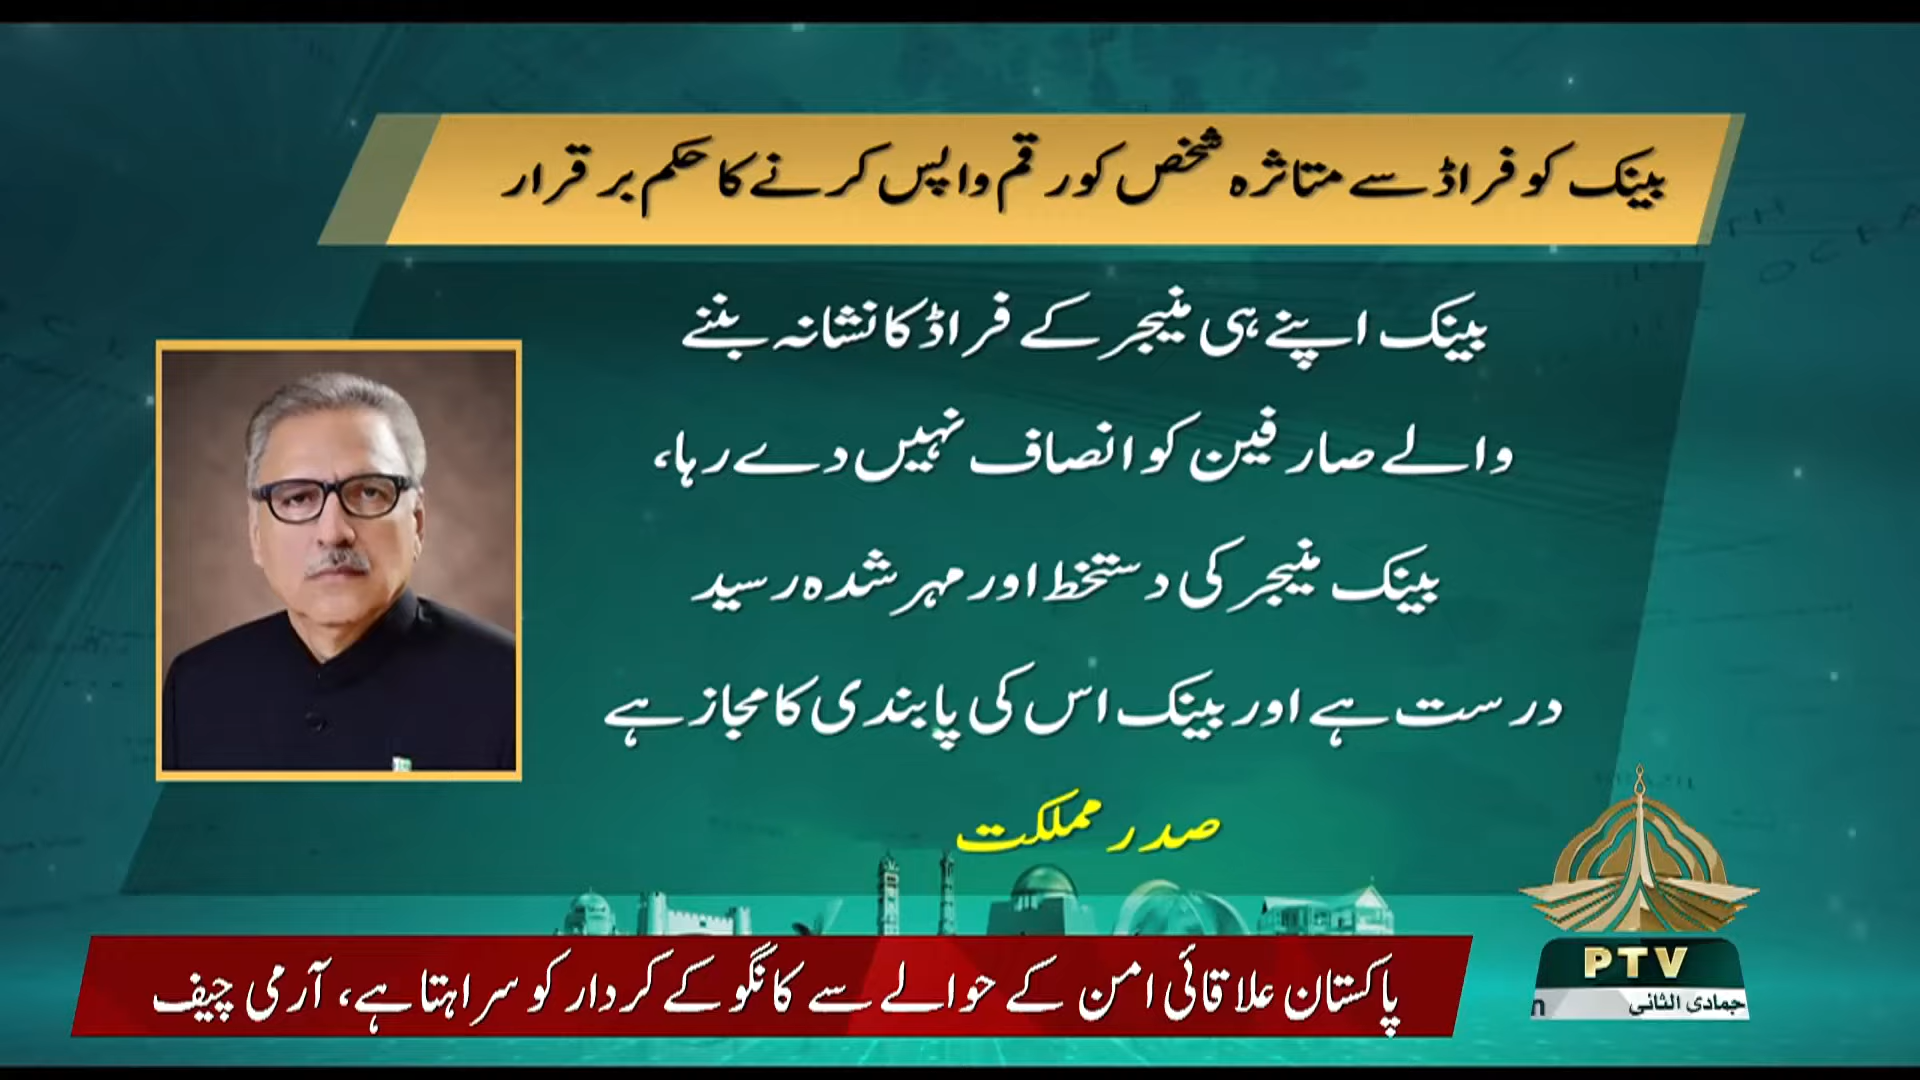 بینک کو فراڈ سے متاثرہ شخص کو رقم واپس کرنے کا حکم برقرار
بینک اپنے ہی منیجر کے فراڈ کا نشانہ بننے
والے صارفین کو انصاف نہیں دے رہا،
بینک منیجر کی دستخط اور مہر شدہ رسید
درست ہے اور بینک اس کی پابندی کا مجاز ہے
صدر مملکت
پاکستان علاقائی امن کے حوالے سے کانگو کے کردار کو سراہتا ہے، آرمی چیف
PTV
جمادی الثانی